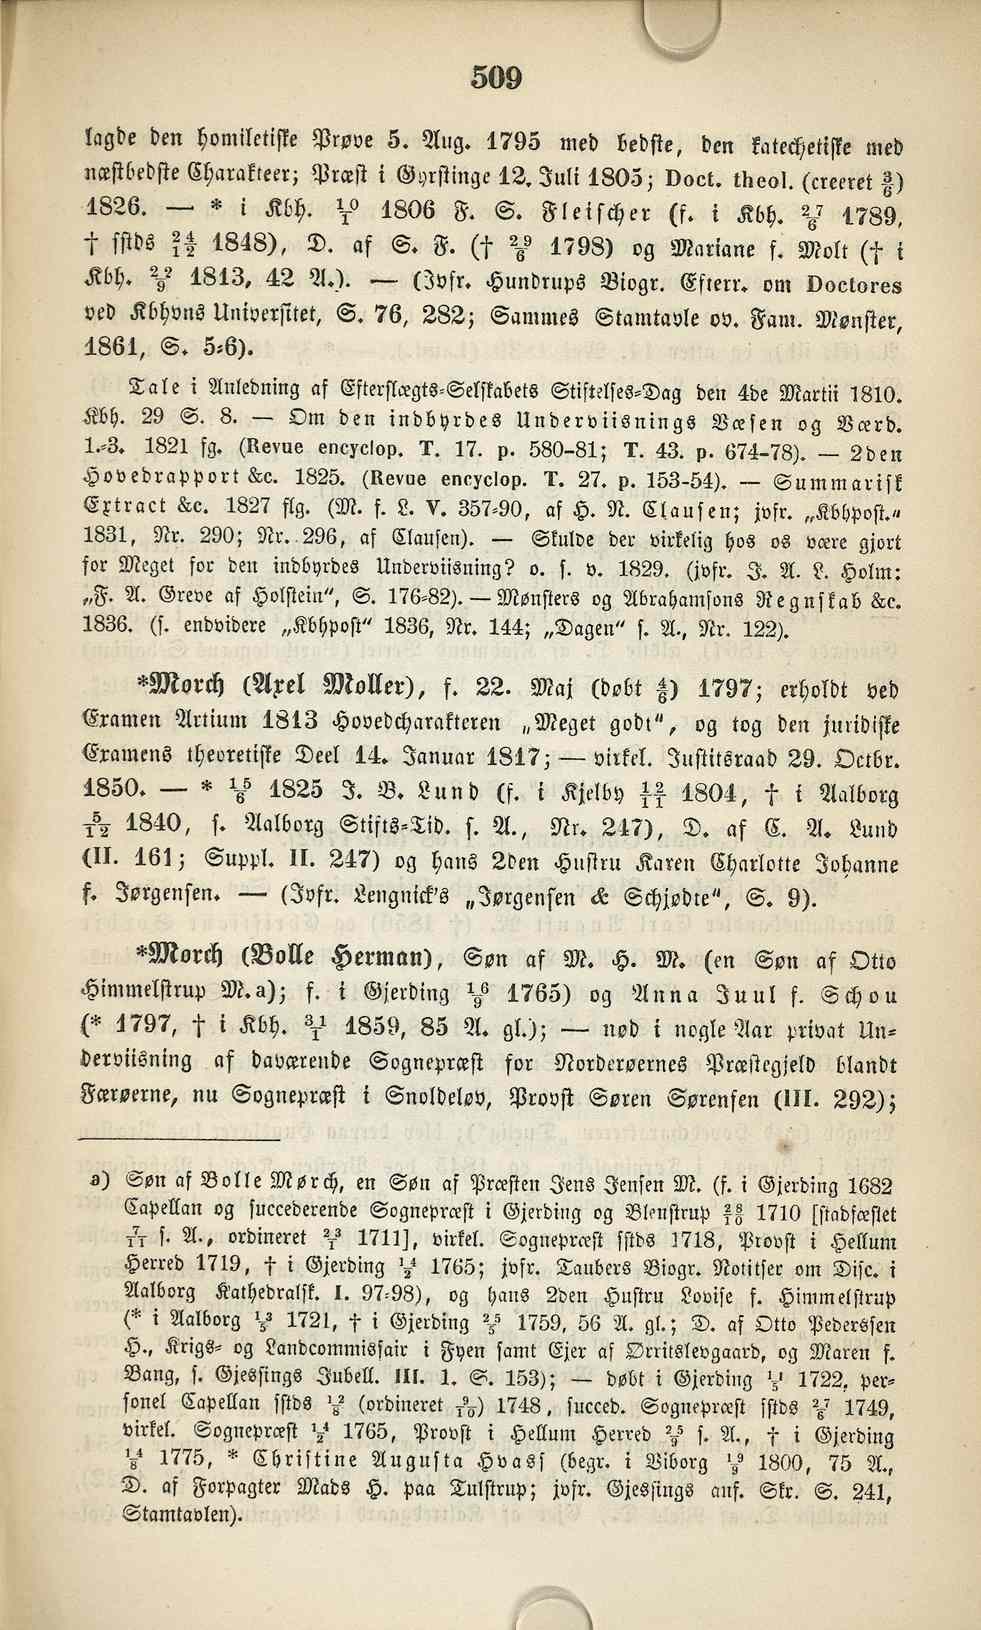 509
lagde den homiletiske Prøve 5. Aug. 1795 med bedste, den katechetiske med
næstbedste Charakteer; Præst i Gyrstinge 12. Juli 1805; Doct. theol. (creeret 3/6)
1826. — * i Kbh. 10/1 1806 F. S. Fleischer (f. i Kbh. 27/6 1789,
† sstds 24/12 1848), D. af S. F. († 29/6 1798) og Mariane f. Molt († i
Kbh. 22/9 1813, 42 A.). — (Jvfr. Hundrups Biogr. Efterr. om Doctores
ved Kbhvns Universitet, S. 76, 282; Sammes Stamtavle ov. Fam. Mønster,
1861, S. 5-6).
Tale i Anledning af Efterslægts-Selskabets Stiftelses-Dag den 4de Martii 1810.
Kbh. 29 S. 8. — Om den indbyrdes Underviisnings Væsen og Værd.
1.-3. 1821 fg. (Revue encyclop. T. 17. p. 580-81; T. 43. p. 674-78). — 2den
Hovedrapport &c. 1825. (Revue encyclop. T. 27. p. 153-54). — Summarisk
Extract &c. 1827 flg. (M. f. L. V. 357-90, af H. N. Clausen; jvfr. „Kbhpost.“
1831, Nr. 290; Nr. 296, af Clausen). — Skulde der virkelig hos os være gjort
for Meget for den indbyrdes Underviisning? o. s. v. 1829. (jvfr. J. A. L. Holm:
„F. A. Greve af Holstein“, S. 176-82). — Mønsters og Abrahamsons Regnskab &c.
1836. (s. endvidere „Kbhpost“ 1836, Nr. 144; „Dagen“ s. A., Nr. 122).
*Morch (Axel Moller), f. 22. Maj (døbt 4/6) 1797; erholdt ved
Examen Artium 1813 Hovedcharakteren „Meget godt“, og tog den juridiske
Examens theoretiske Deel 14. Januar 1817; — virkel. Justitsraad 29. Octbr.
1850. — * 15/6 1825 J. B. Lund (f. i Kjelby 12/11 1804, † i Aalborg
5/12 1840, s. Aalborg Stifts-Tid. s. A., Nr. 247), D. af C. A. Lund
(II. 161; Suppl. II. 247) og hans 2den Hustru Karen Charlotte Johanne
f. Jørgensen. — (Jvfr. Lengnick's „Jørgensen & Schjødte“, S. 9).
*Morch (Bolle Herman), Søn af M. H. M. (en Søn af Otto
Himmelstrup M.a); f. i Gjerding 16/9 1765) og Anna Juul f. Schou
(* 1797, † i Kbh. 31/1 1859, 85 A. gl.); — nød i nogle Aar privat Un-
derviisning af daværende Sognepræst for Norderøernes Præstegjeld blandt
Færøerne, nu Sognepræst i Snoldeløv, Provst Søren Sørensen (III. 292);
a) Søn af Bolle Mørch, en Søn af Præsten Jens Jensen M. (f. i Gjerding 1682
Capellan og succederende Sognepræst i Gjerding og Blenstrup 28/10 1710 [stadfæstet
7/11 s. A., ordineret 23/1 1711], virkel. Sognepræst sstds 1718, Provst i Hellum
Herred 1719, † i Gjerding 14/2 1765; jvfr. Taubers Biogr. Notitser om Disc. i
Aalborg Kathedralsk. I. 97-98), og hans 2den Hustru Lovise f. Himmelstrup
(* i Aalborg 13/5 1721, † i Gjerding 25/5 1759, 56 A. gl.; D. af Otto Pederssen
H., Krigs- og Landcommissair i Fyen samt Ejer af Ørritslevgaard, og Maren f.
Bang, s. Gjessings Jubell. III. 1. S. 153); — døbt i Gjerding 11/5 1722, per-
sonel Capellan sstds 12/8 (ordineret 9/10) 1748, succed. Sognepræst sstds 27/6 1749,
virkel. Sognepræst 14/2 1765, Provst i Hellum Herred 25/9 s. A., † i Gjerding
14/8 1775, * Christine Augusta Hvass (begr. i Viborg 19/9 1800, 75 A.,
D. af Forpagter Mads H. paa Tulstrup; jvfr. Gjessings anf. Skr. S. 241,
Stamtavlen).